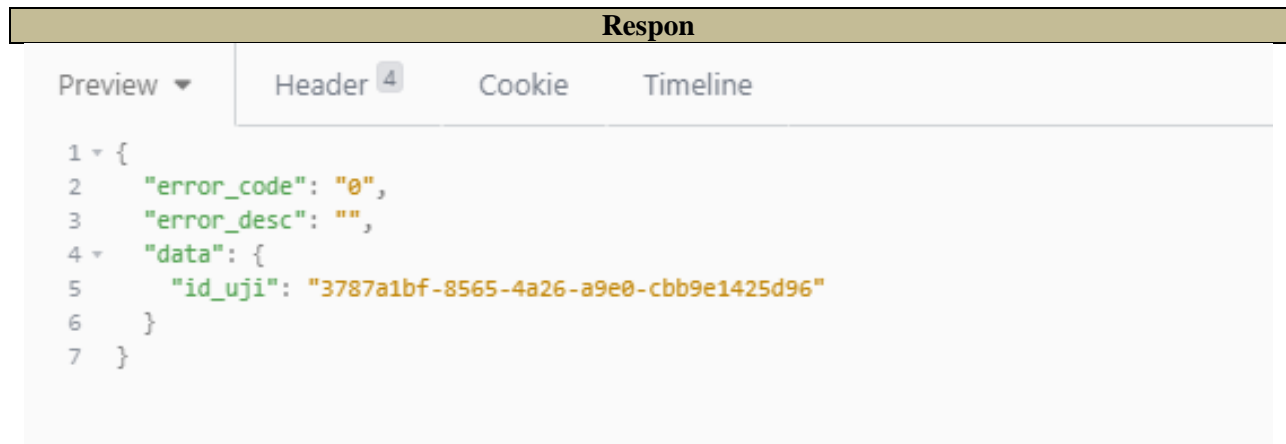 Respon
Preview Header 4 Cookie Timeline
1 {
2 "error_code": "0",
3 "error_desc": "",
4 "data": {
5 "id_uji": "3787a1bf-8565-4a26-a9e0-cbb9e1425d96"
6 }
7 }